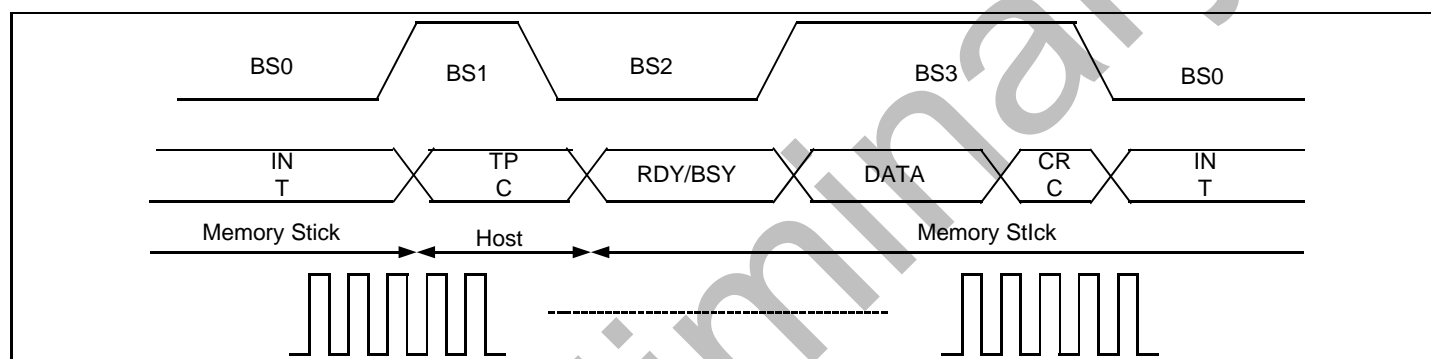 BS0 BS1 BS2 BS3 BS0
IN
T
TP
C
RDY/BSY
DATA
CR
C
IN
T
Memory Stick
Host
Memory StIck